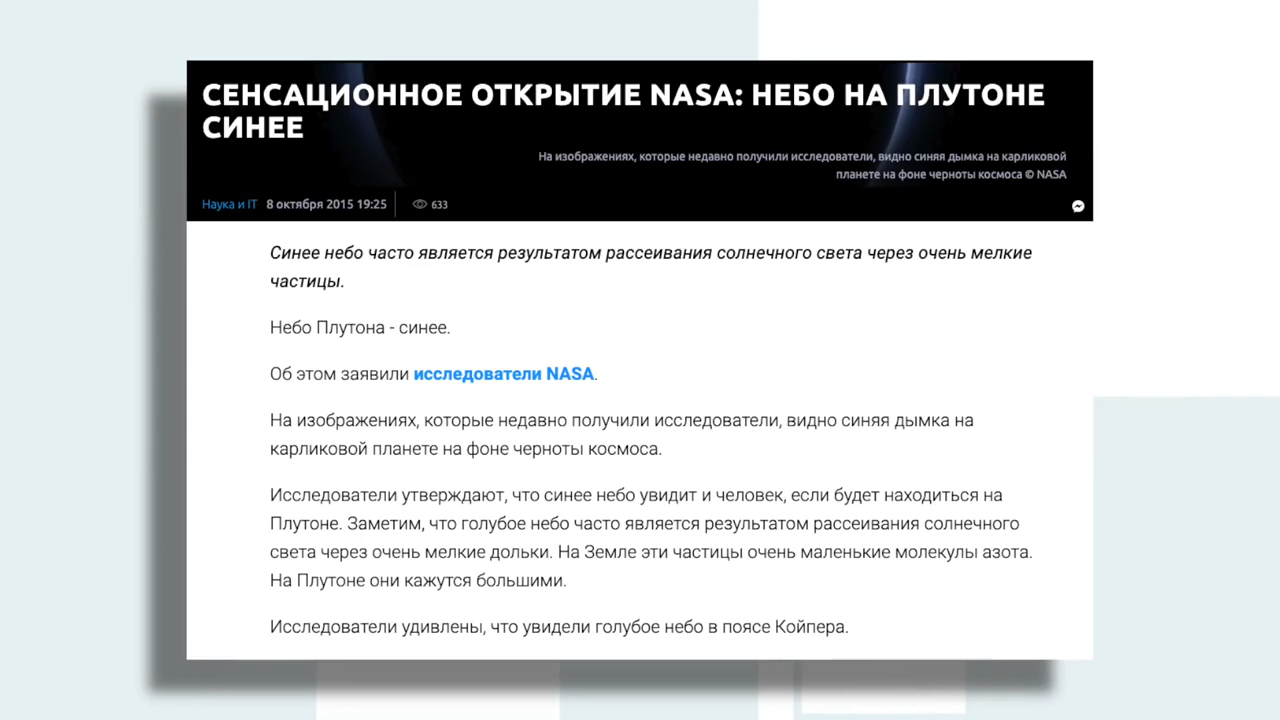 СЕНСАЦИОННОЕ ОТКРЫТИЕ NASA: НЕБО НА ПЛУТОНЕ
СИНЕЕ
На изображениях, которые недавно получили исследователи, видно синяя дымка на карликовой
планете на фоне черноты космоса © NASA
Наука и IT 8 октября 2015 19:25 633
Синее небо часто является результатом рассеивания солнечного света через очень мелкие
частицы.
Небо Плутона - синее.
Об этом заявили исследователи NASA.
На изображениях, которые недавно получили исследователи, видно синяя дымка на
карликовой планете на фоне черноты космоса.
Исследователи утверждают, что синее небо увидит и человек, если будет находиться на
Плутоне. Заметим, что голубое небо часто является результатом рассеивания солнечного
света через очень мелкие дольки. На Земле эти частицы очень маленькие молекулы азота.
На Плутоне они кажутся большими.
Исследователи удивлены, что увидели голубое небо в поясе Койпера.